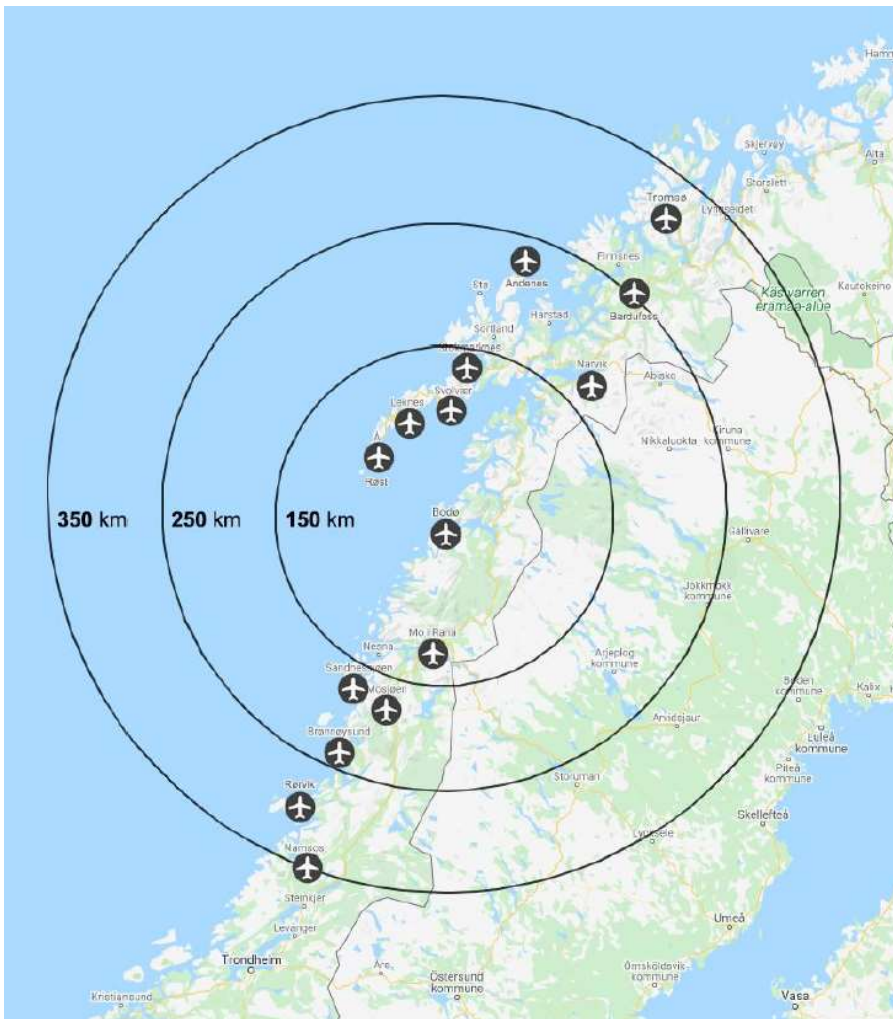 Hamn
Skjervøy
Alta
Storslett
Tromsø
Lyngseidet
Finnsnes
Kautokeino
Käsivarren
erämaa-alue
Andenes
Bardufoss
Harstad
Sortland
Narvik
Abisko
Svolvær
Leknes
Å
Røst
Nikkaluokta
Kiruna
kommune
350 km
250 km
150 km
Bodø
Gällivare
Jokkmokk
kommune
Mo i Rana
Nesna
Sandnessjøen
Mosjøen
Arjeplog
kommune
Boden
kommune
Kalix
Arvidsjaur
Luleå
kommune
Brønnøysund
Piteå
kommune
Storuman
Rørvik
Skellefteå
Lycksele
Namsos
Steinkjer
Levanger
Umeå
Trondheim
Åre
Östersund
kommun
Örnsköldsvik-
kommune
Kristiansund
Vasa